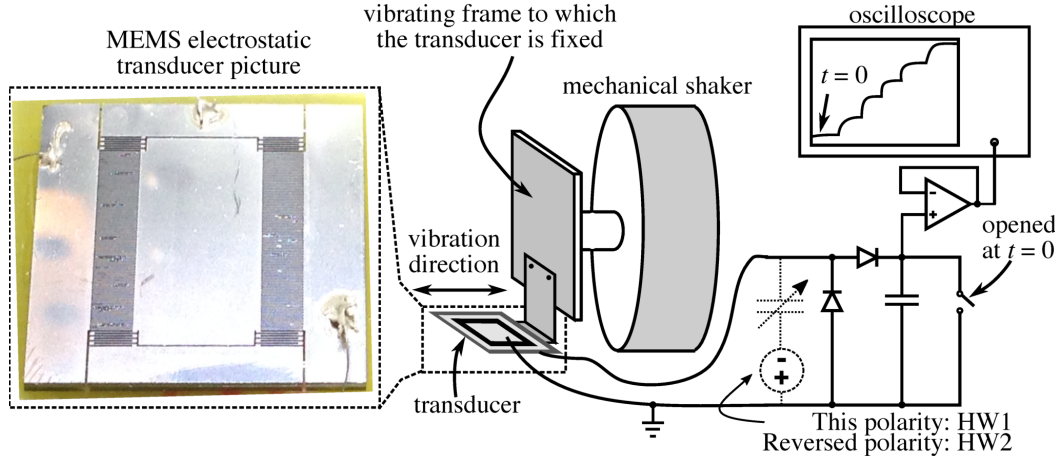 MEMS electrostatic
transducer picture
vibrating frame to which
the transducer is fixed
mechanical shaker
oscilloscope
t = 0
vibration
direction
transducer
opened
at t = 0
-
+
-
+
This polarity: HW1
Reversed polarity: HW2